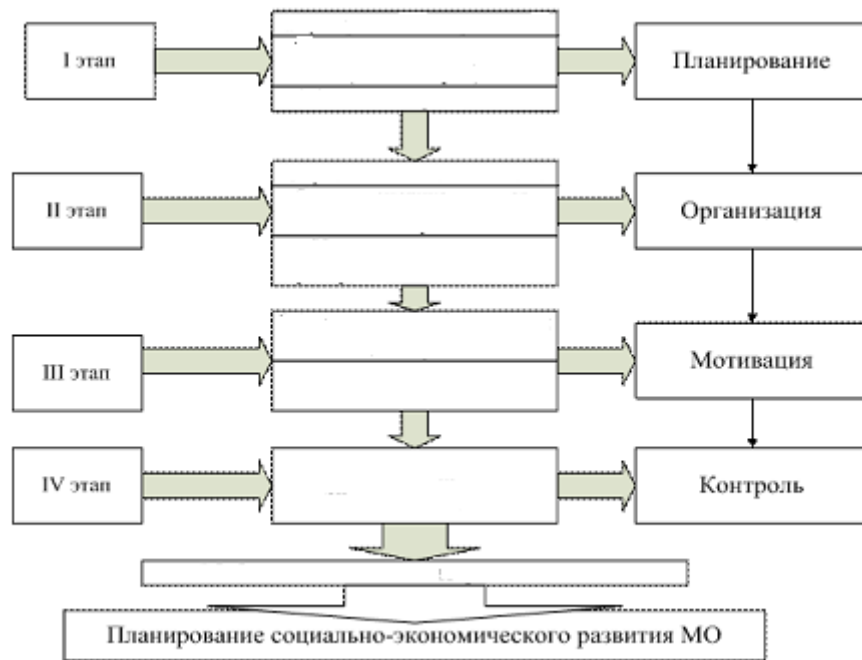 I этап
Планирование
II этап
Организация
III этап
Мотивация
IV этап
Контроль
Планирование социально-экономического развития МО